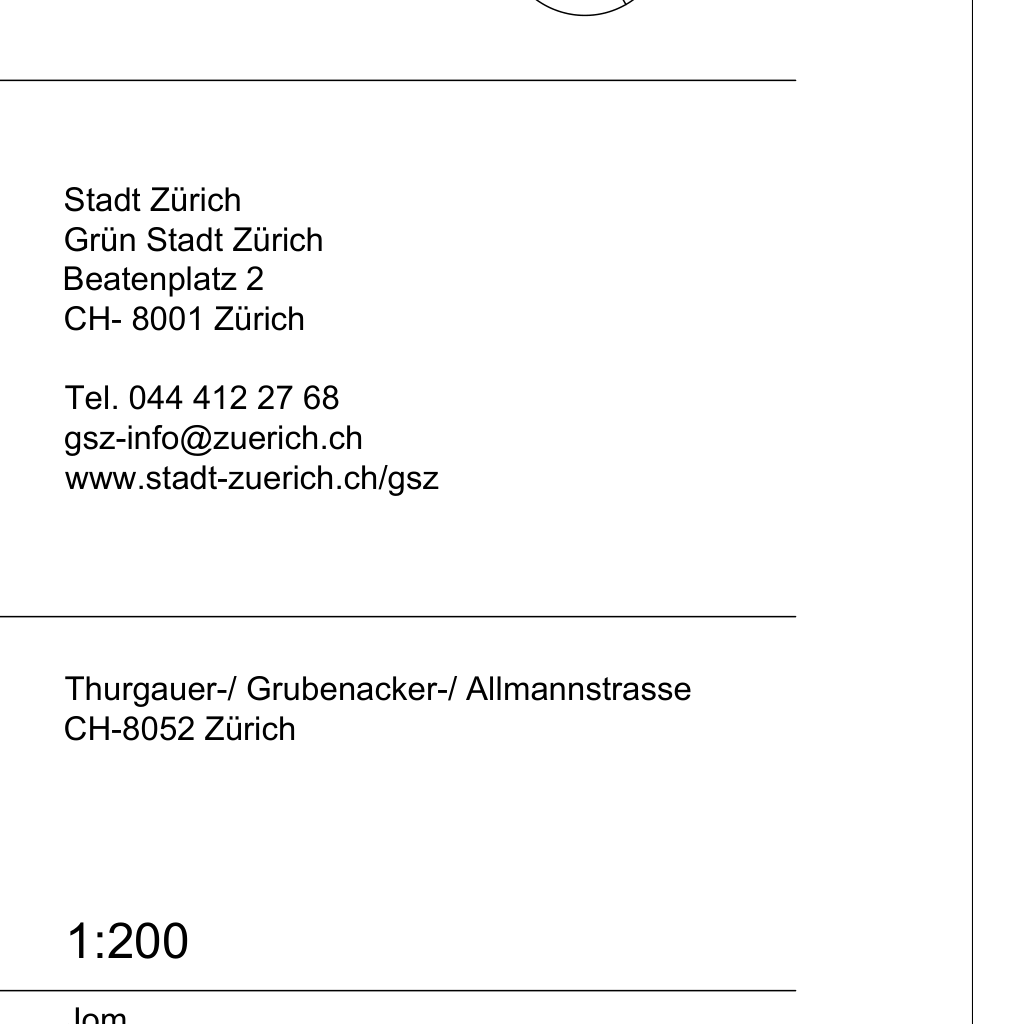 Stadt Zürich
Grün Stadt Zürich
Beatenplatz 2
CH- 8001 Zürich
Tel. 044 412 27 68
gsz-info@zuerich.ch
www.stadt-zuerich.ch/gsz
Thurgauer-/ Grubenacker-/ Allmannstrasse
CH-8052 Zürich
1:200